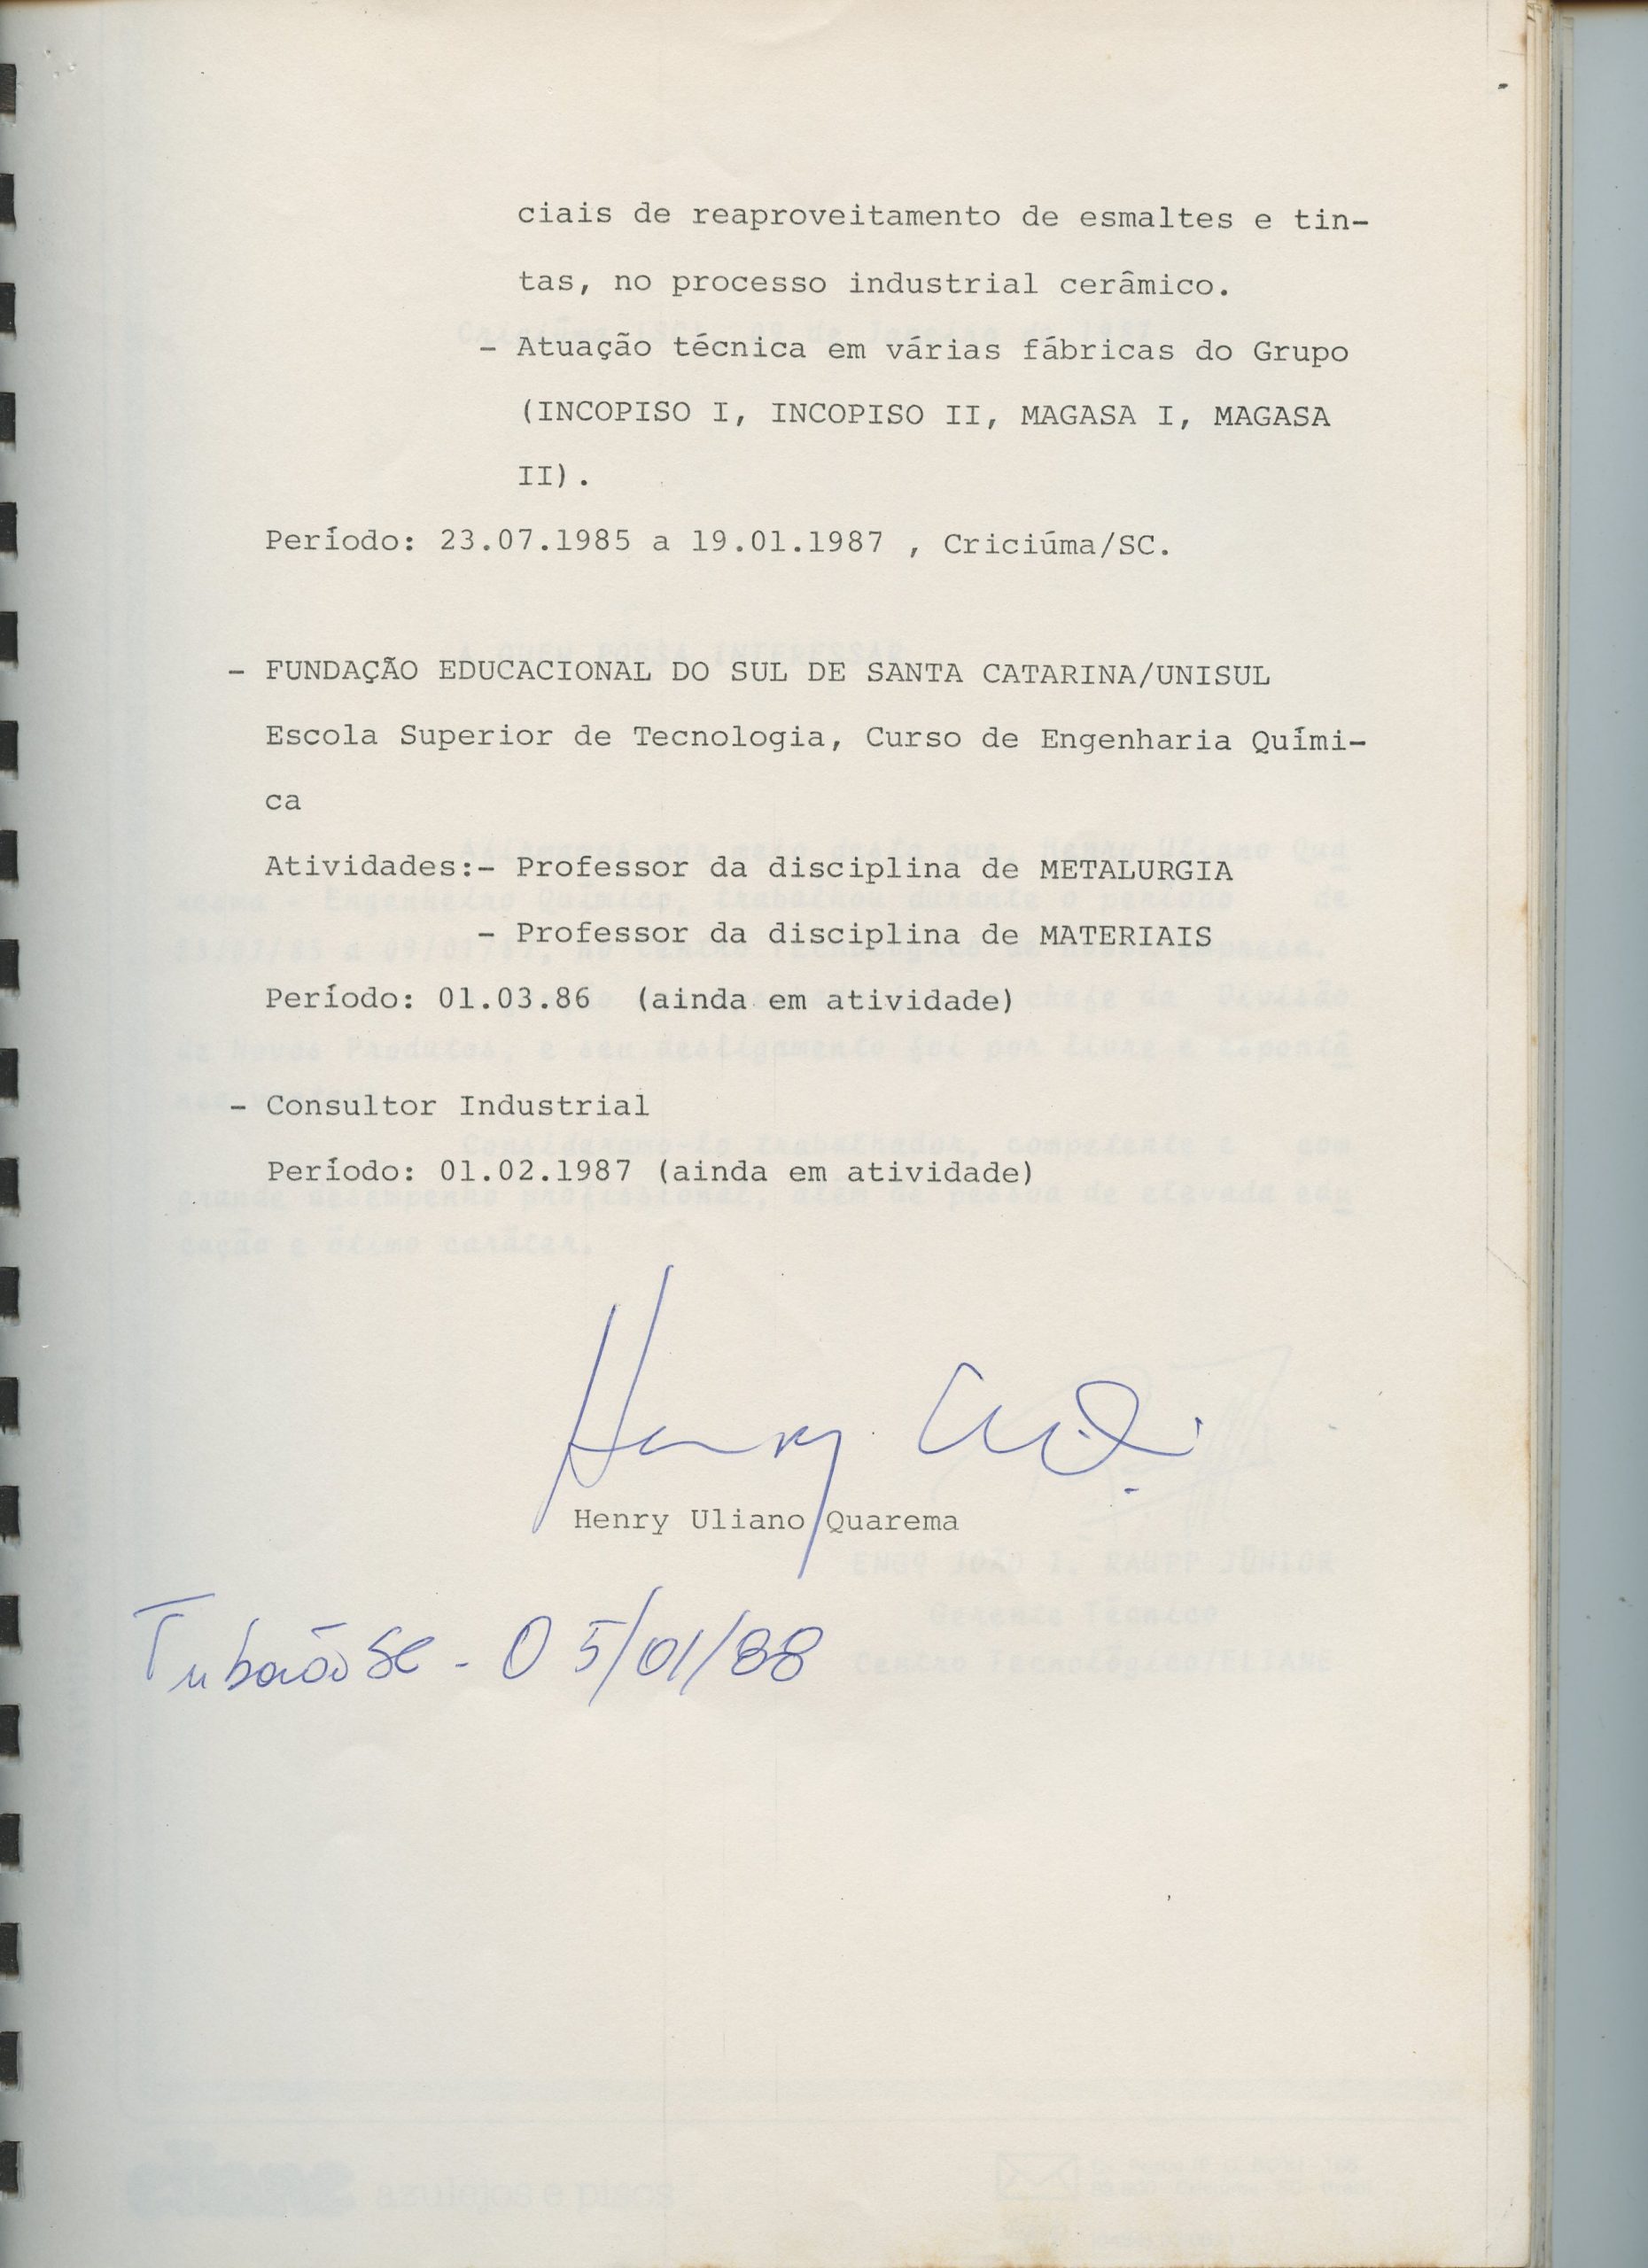 ciais de reaproveitamento de esmaltes e tin-
tas, no processo industrial cerâmico.
- Atuação técnica em várias fábricas do Grupo
(INCOPISO I, INCOPISO II, MAGASA I, MAGASA
II).
Período: 23.07.1985 a 19.01.1987 , Criciúma/SC.
- FUNDAÇÃO EDUCACIONAL DO SUL DE SANTA CATARINA/UNISUL
Escola Superior de Tecnologia, Curso de Engenharia Quími-
ca
Atividades:- Professor da disciplina de METALURGIA
- Professor da disciplina de MATERIAIS
Período: 01.03.86 (ainda em atividade)
- Consultor Industrial
Período: 01.02.1987 (ainda em atividade)
Henry
Henry Uliano Quarema
Tubarão SC - 05/01/88